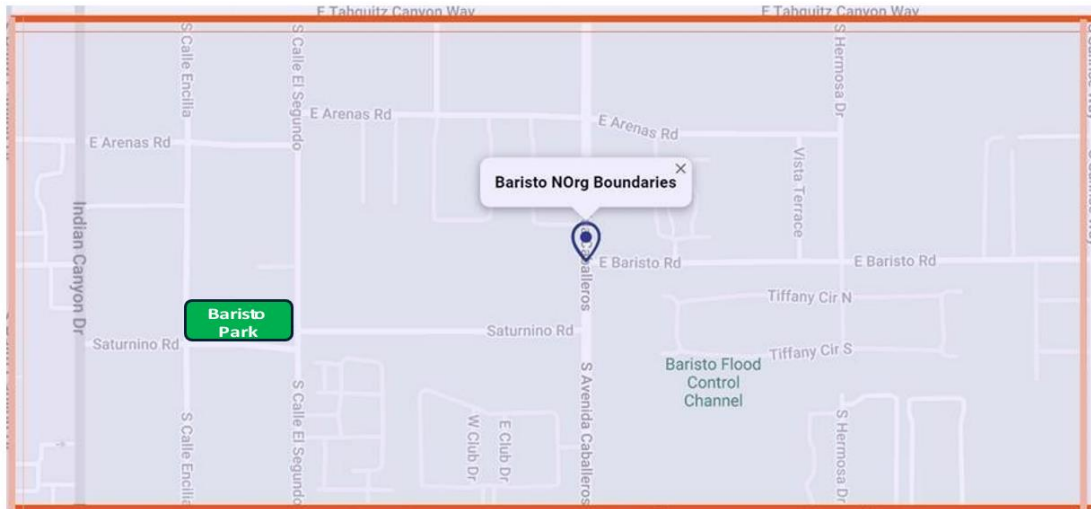 E Tahquitz Canyon Way
E Tahquitz Canyon Way
S Calle Encilia
S Calle El Segundo
S Hermosa Dr
E Arenas Rd
E Arenas Rd
E Arenas Rd
Vista Terrace
Baristo NOrg Boundaries
Indian Canyon Dr
Caballeros
E Baristo Rd
E Baristo Rd
Tiffany Cir N
Baristo
Park
Saturnino Rd
Saturnino Rd
Tiffany Cir S
Baristo Flood
Control
Channel
S Calle Encilia
S Calle El Segundo
W Club Dr
E Club Dr
S Avenida Caballeros
S Hermosa Dr